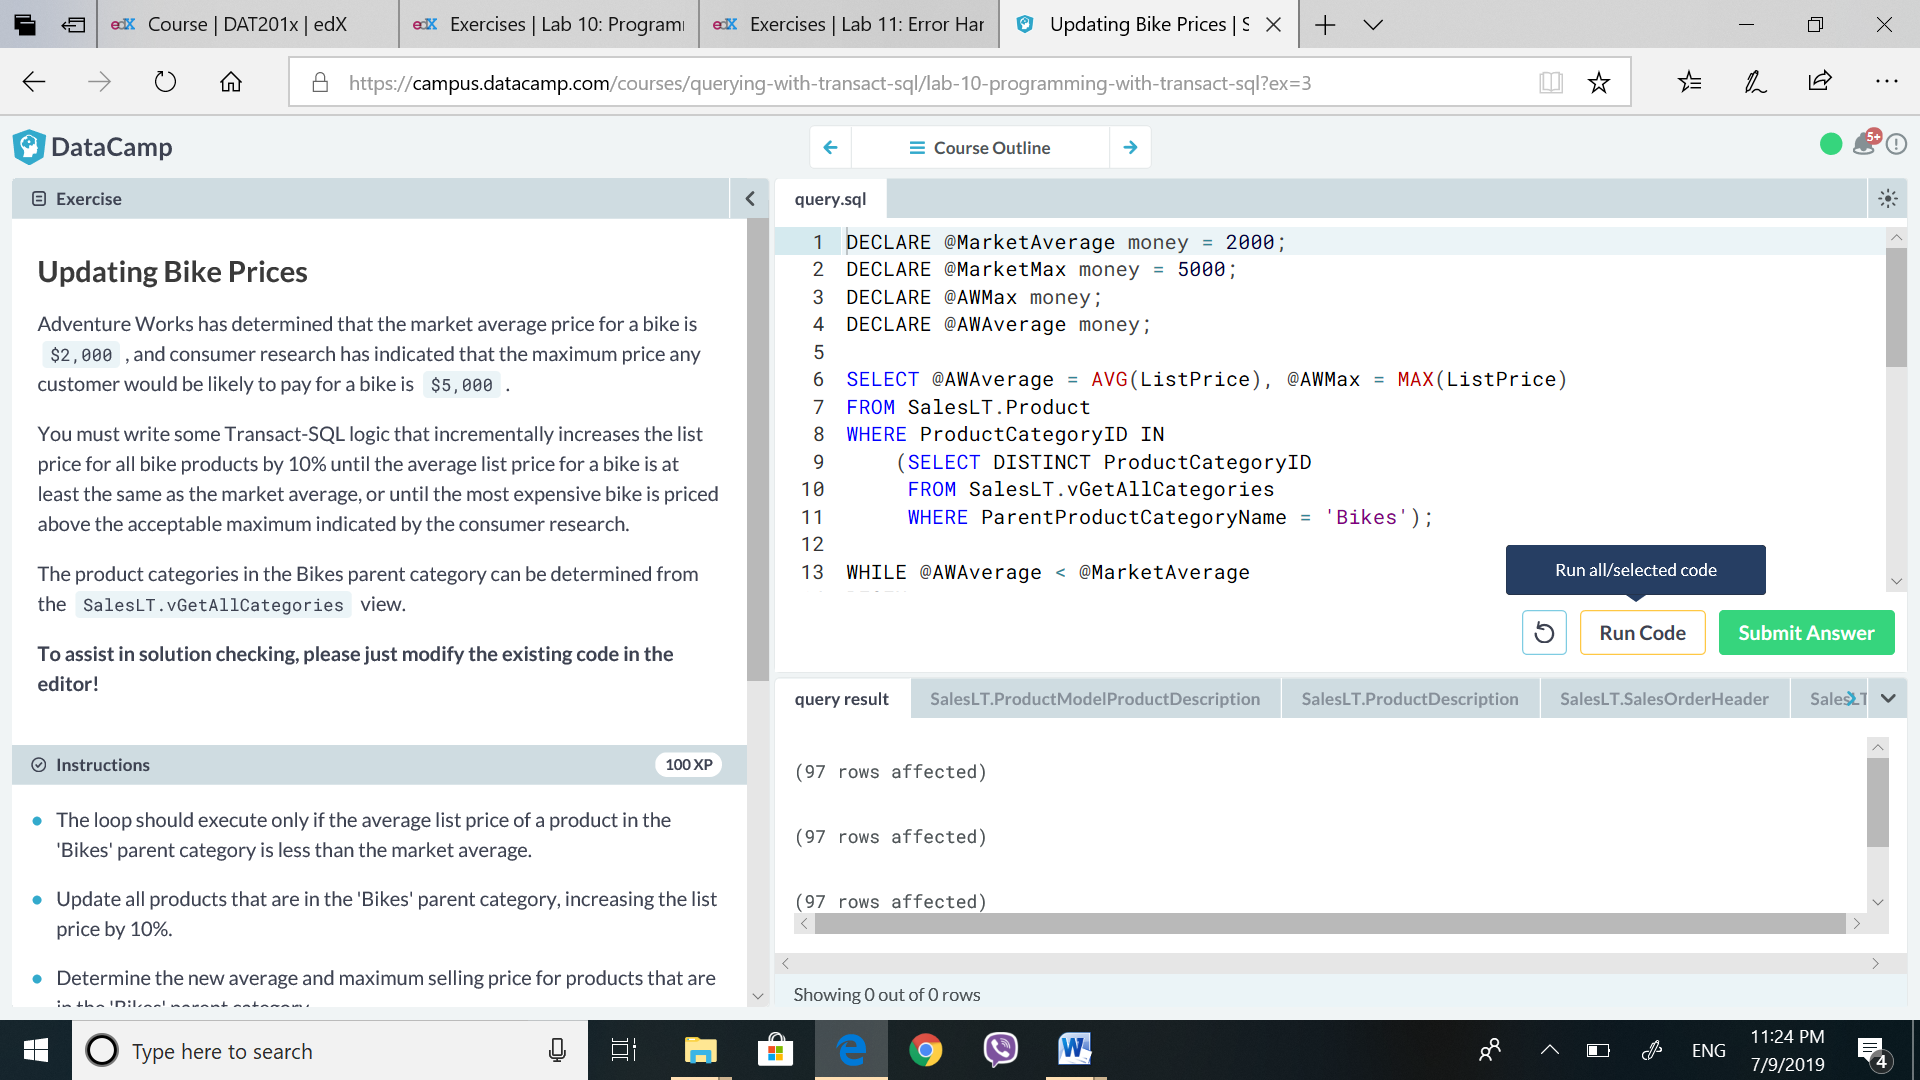 Course | DAT201x | edX
Exercises | Lab 10: Programm
Exercises | Lab 11: Error Har
Updating Bike Prices | S
https://campus.datacamp.com/courses/querying-with-transact-sql/lab-10-programming-with-transact-sql?ex=3
DataCamp
Course Outline
5+
Exercise
Updating Bike Prices
Adventure Works has determined that the market average price for a bike is
$2,000 , and consumer research has indicated that the maximum price any
customer would be likely to pay for a bike is $5,000 .
You must write some Transact-SQL logic that incrementally increases the list
price for all bike products by 10% until the average list price for a bike is at
least the same as the market average, or until the most expensive bike is priced
above the acceptable maximum indicated by the consumer research.
The product categories in the Bikes parent category can be determined from
the SalesLT.vGetAllCategories view.
To assist in solution checking, please just modify the existing code in the
editor!
Instructions
100 XP
The loop should execute only if the average list price of a product in the
'Bikes' parent category is less than the market average.
Update all products that are in the 'Bikes' parent category, increasing the list
price by 10%.
Determine the new average and maximum selling price for products that are
in the 'Bikes' parent category.
query.sql
1 DECLARE @MarketAverage money = 2000;
2 DECLARE @MarketMax money = 5000;
3 DECLARE @AWMax money;
4 DECLARE @AWAverage money;
5
6 SELECT @AWAverage = AVG(ListPrice), @AWMax = MAX(ListPrice)
7 FROM SalesLT.Product
8 WHERE ProductCategoryID IN
9 (SELECT DISTINCT ProductCategoryID
10 FROM SalesLT.vGetAllCategories
11 WHERE ParentProductCategoryName = 'Bikes');
12
13 WHILE @AWAverage < @MarketAverage
Run all/selected code
Run Code
Submit Answer
query result
SalesLT.ProductModelProductDescription
SalesLT.ProductDescription
SalesLT.SalesOrderHeader
SalesLT
(97 rows affected)
(97 rows affected)
(97 rows affected)
Showing 0 out of 0 rows
Type here to search
ENG
11:24 PM
7/9/2019
4